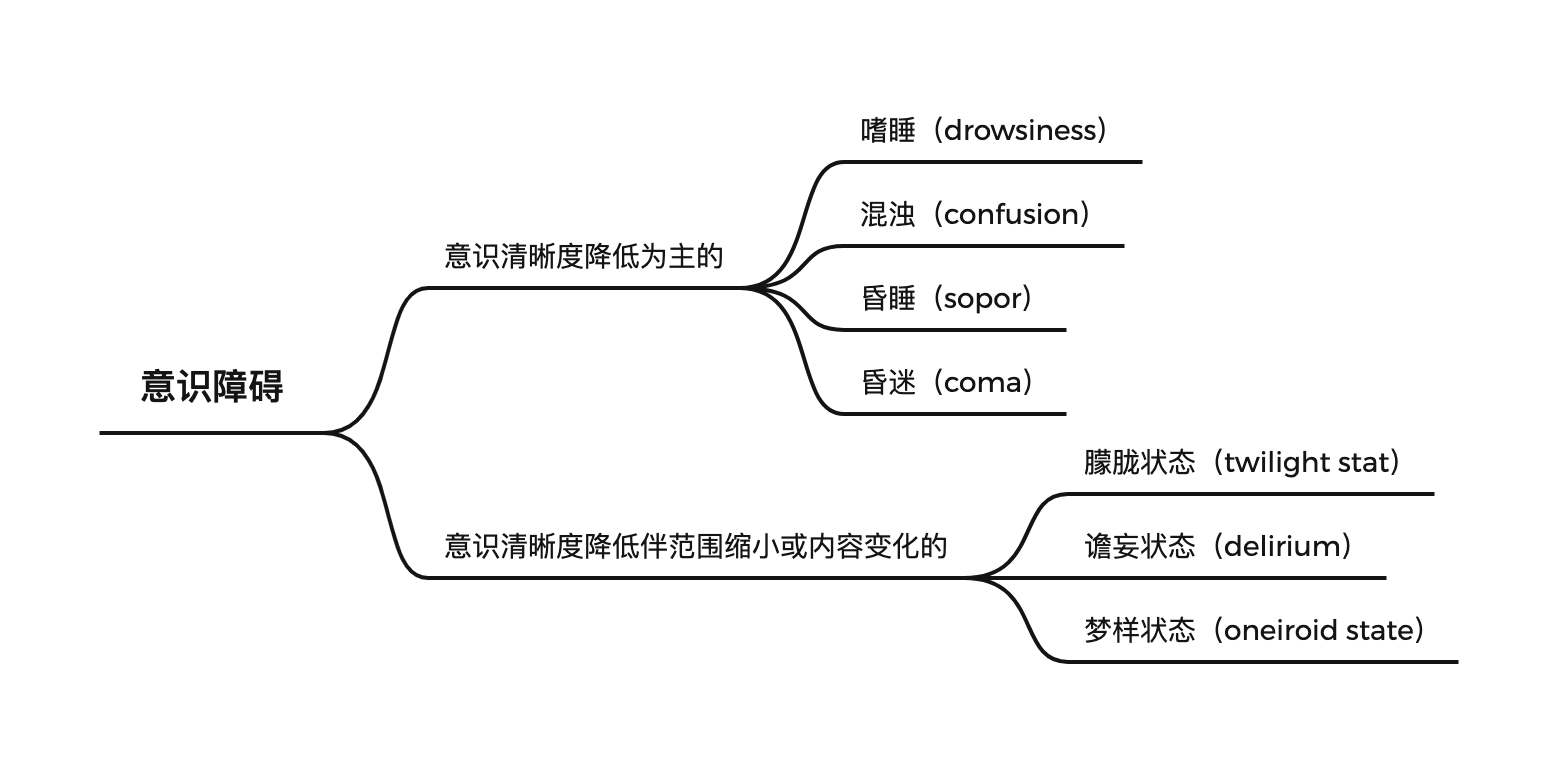 意识障碍
意识清晰度降低为主的
嗜睡（drowsiness）
混浊（confusion）
昏睡（sopor）
昏迷（coma）
意识清晰度降低伴范围缩小或内容变化的
朦胧状态（twilight stat）
谵妄状态（delirium）
梦样状态（oneiroid state）